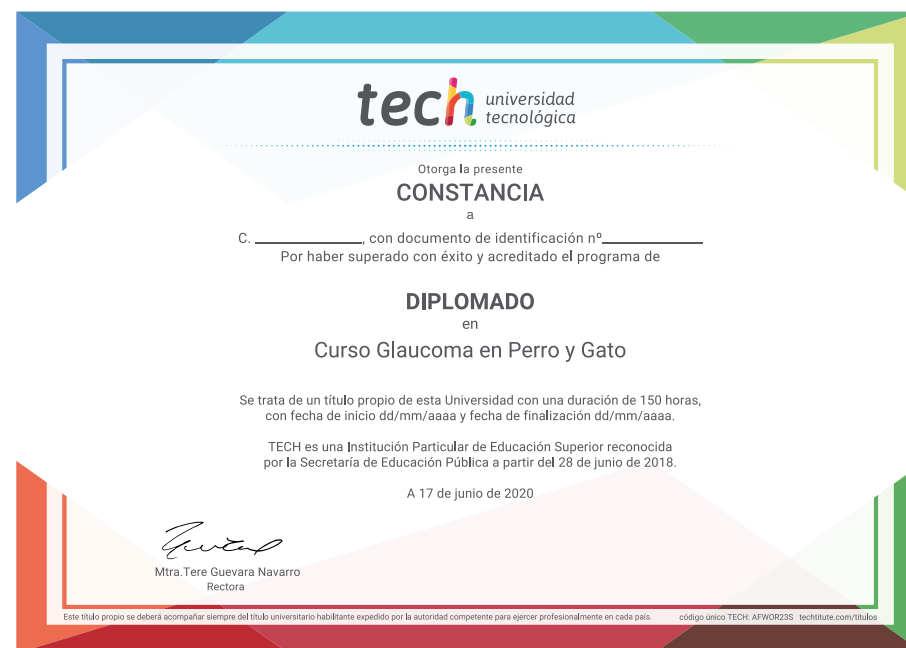 tech universidad
tecnológica
Otorga la presente
CONSTANCIA
a
C. ____________, con documento de identificación nº____________
Por haber superado con éxito y acreditado el programa de
DIPLOMADO
en
Curso Glaucoma en Perro y Gato
Se trata de un título propio de esta Universidad con una duración de 150 horas,
con fecha de inicio dd/mm/aaaa y fecha de finalización dd/mm/aaaa.
TECH es una Institución Particular de Educación Superior reconocida
por la Secretaría de Educación Pública a partir del 28 de junio de 2018.
A 17 de junio de 2020
Mtra.Tere Guevara Navarro
Rectora
Este título propio se deberá acompañar siempre del título universitario habilitante expedido por la autoridad competente para ejercer profesionalmente en cada país. código único TECH: AFWOR23S techtitute.com/titulos